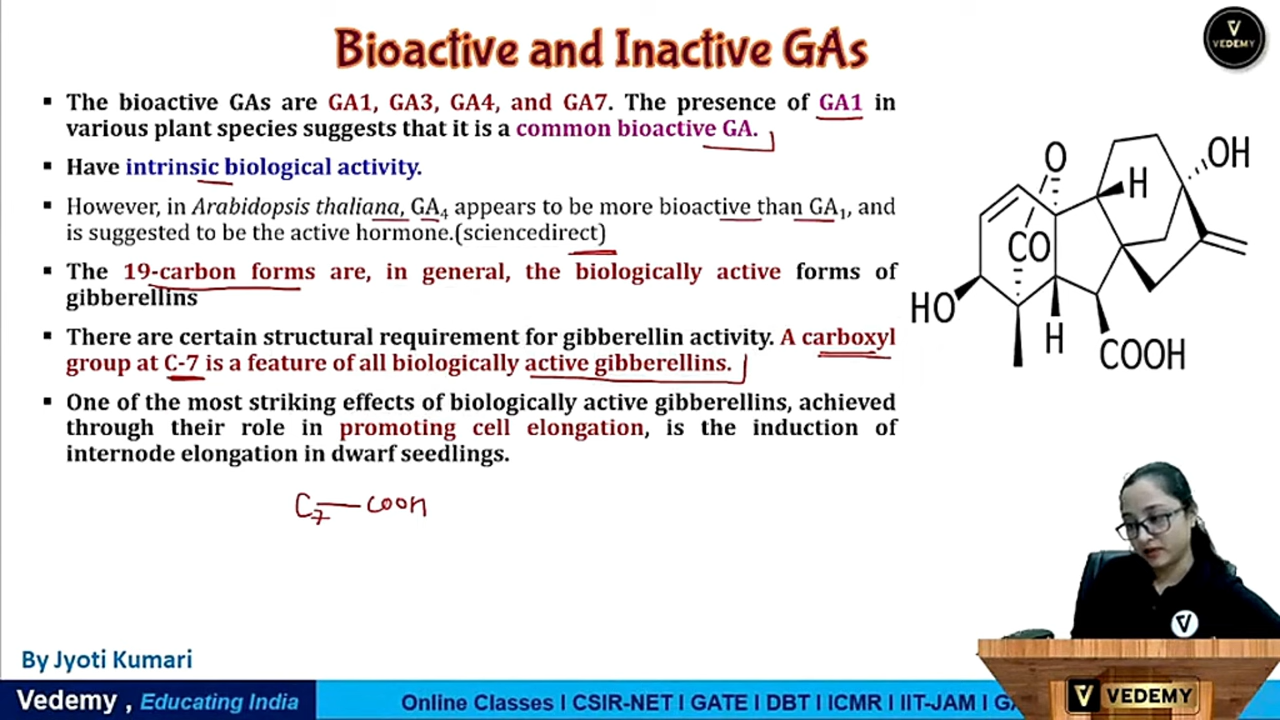 Bioactive and Inactive GAs
V
VEDEMY
▪ The bioactive GAs are GA1, GA3, GA4, and GA7. The presence of GA1 in
various plant species suggests that it is a common bioactive GA.
▪ Have intrinsic biological activity.
▪ However, in Arabidopsis thaliana, GA4 appears to be more bioactive than GA1, and
is suggested to be the active hormone.(sciencedirect)
▪ The 19-carbon forms are, in general, the biologically active forms of
gibberellins
▪ There are certain structural requirement for gibberellin activity. A carboxyl
group at C-7 is a feature of all biologically active gibberellins.
▪ One of the most striking effects of biologically active gibberellins, achieved
through their role in promoting cell elongation, is the induction of
internode elongation in dwarf seedlings.
C7—COOH
O
OH
H
CO
HO
H
COOH
V
By Jyoti Kumari
Vedemy , Educating India
Online Classes I CSIR-NET I GATE I DBT I ICMR I IIT-JAM I GA
V VEDEMY